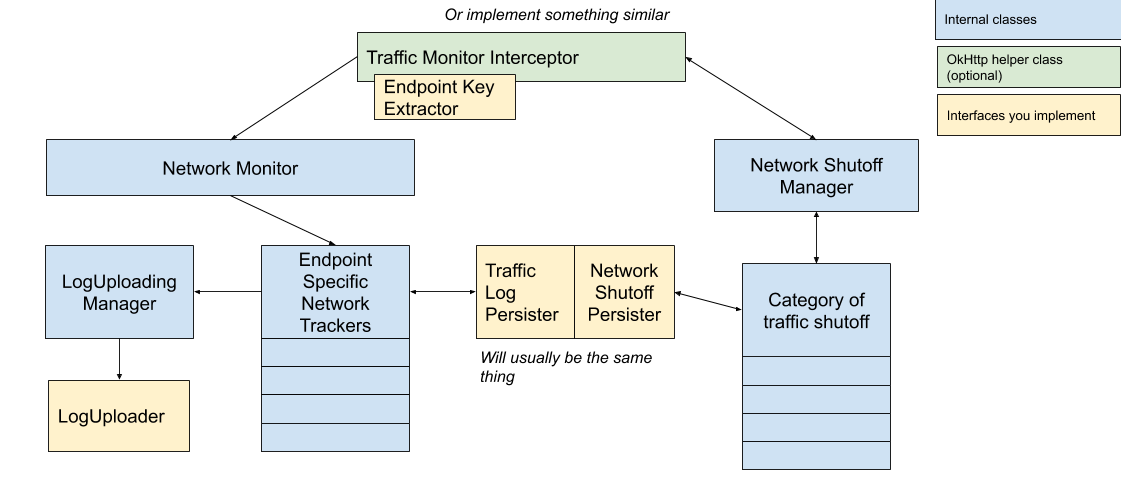 Or implement something similar
Internal classes
Traffic Monitor Interceptor
OkHttp helper class
(optional)
Endpoint Key
Extractor
Interfaces you implement
Network Monitor
Network Shutoff
Manager
LogUploading
Manager
Endpoint
Specific
Network
Trackers
Traffic
Log
Persister
Network
Shutoff
Persister
Category of
traffic shutoff
Will usually be the same
thing
LogUploader